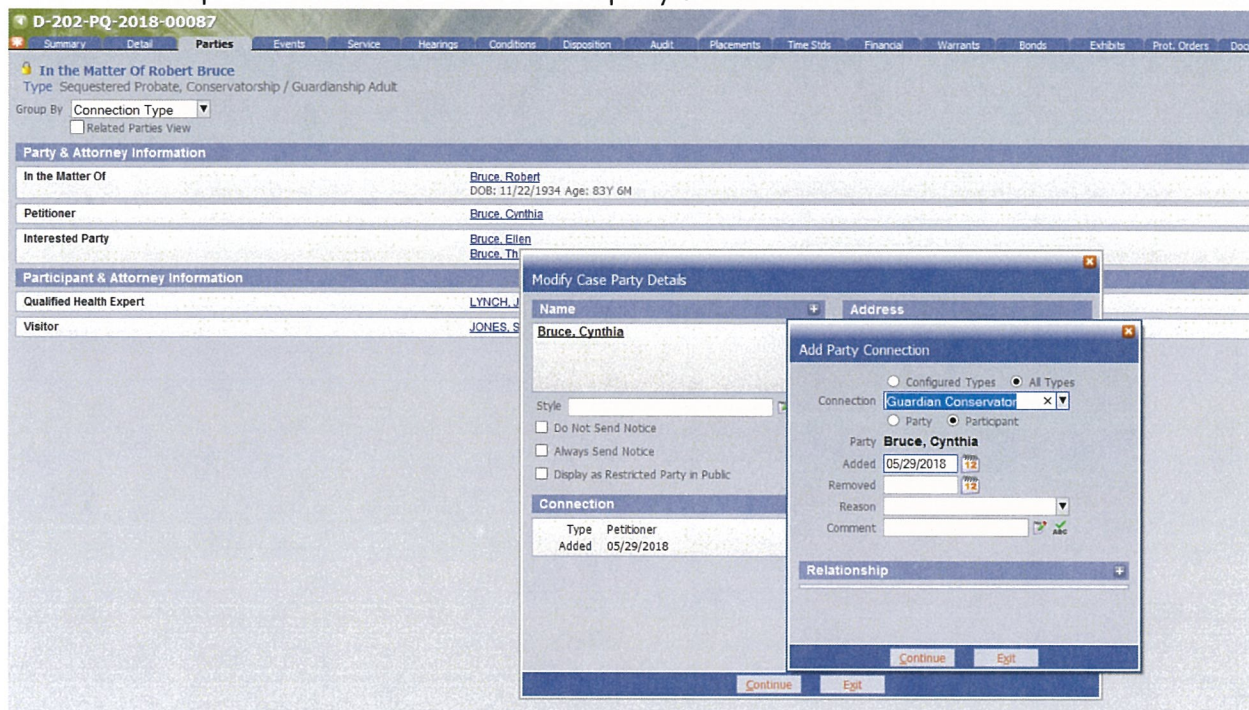 D-202-PQ-2018-00087
Summary Detail Parties Events Service Hearings Conditions Disposition Audit Placements Time Stds Financial Warrants Bonds Exhibits Prot. Orders
In the Matter Of Robert Bruce
Type Sequestered Probate, Conservatorship / Guardianship Adult
Group By Connection Type
Related Parties View
Party & Attorney Information
In the Matter Of Bruce, Robert
DOB: 11/22/1934 Age: 83Y 6M
Petitioner Bruce, Cynthia
Interested Party Bruce, Ellen
Bruce, Th
Participant & Attorney Information
Qualified Health Expert LYNCH, J
Visitor JONES, S
Modify Case Party Details
Name Address
Bruce, Cynthia
Style
Do Not Send Notice
Always Send Notice
Display as Restricted Party in Public
Connection
Type Petitioner
Added 05/29/2018
Continue Exit
Add Party Connection
Configured Types All Types
Connection Guardian Conservator
Party Participant
Party Bruce, Cynthia
Added 05/29/2018
Removed
Reason
Comment
Relationship
Continue Exit